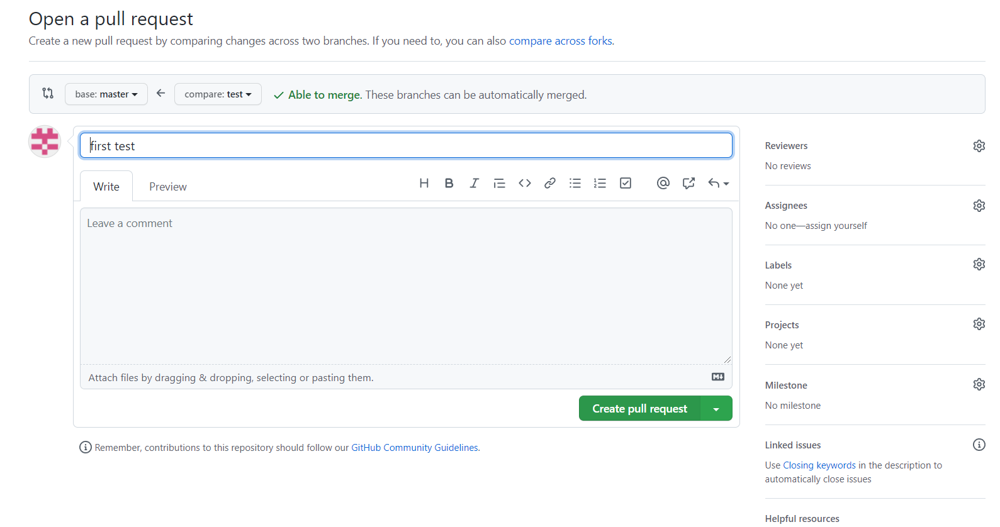 Open a pull request
Create a new pull request by comparing changes across two branches. If you need to, you can also compare across forks.
base: master
compare: test
Able to merge. These branches can be automatically merged.
first test
Write
Preview
Leave a comment
Attach files by dragging & dropping, selecting or pasting them.
Create pull request
Remember, contributions to this repository should follow our GitHub Community Guidelines.
Reviewers
No reviews
Assignees
No one—assign yourself
Labels
None yet
Projects
None yet
Milestone
No milestone
Linked issues
Use Closing keywords in the description to
automatically close issues
Helpful resources